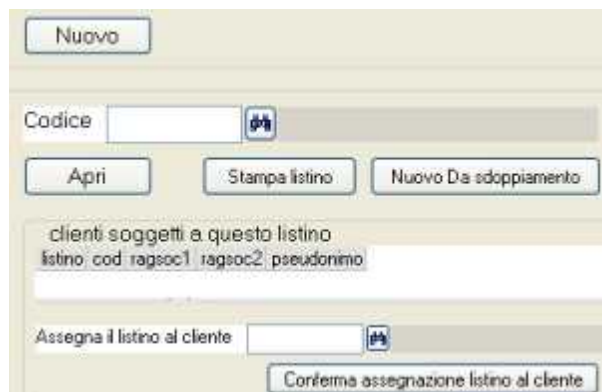 Nuovo
Codice
Apri Stampa listino Nuovo Da sdoppiamento
clienti soggetti a questo listino
listino cod ragsoc1 ragsoc2 pseudonimo
Assegna il listino al cliente
Conferma assegnazione listino al cliente